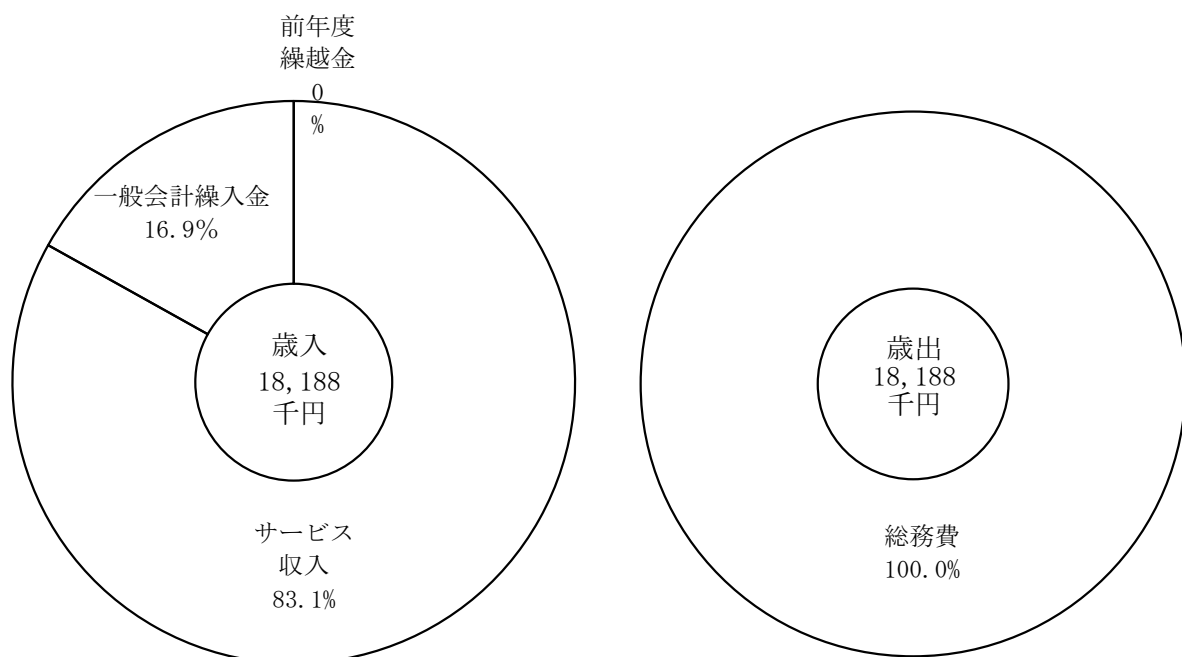 前年度
繰越金
0
%
一般会計繰入金
16.9%
歳入
18,188
千円
サービス
収入
83.1%
歳出
18,188
千円
総務費
100.0%